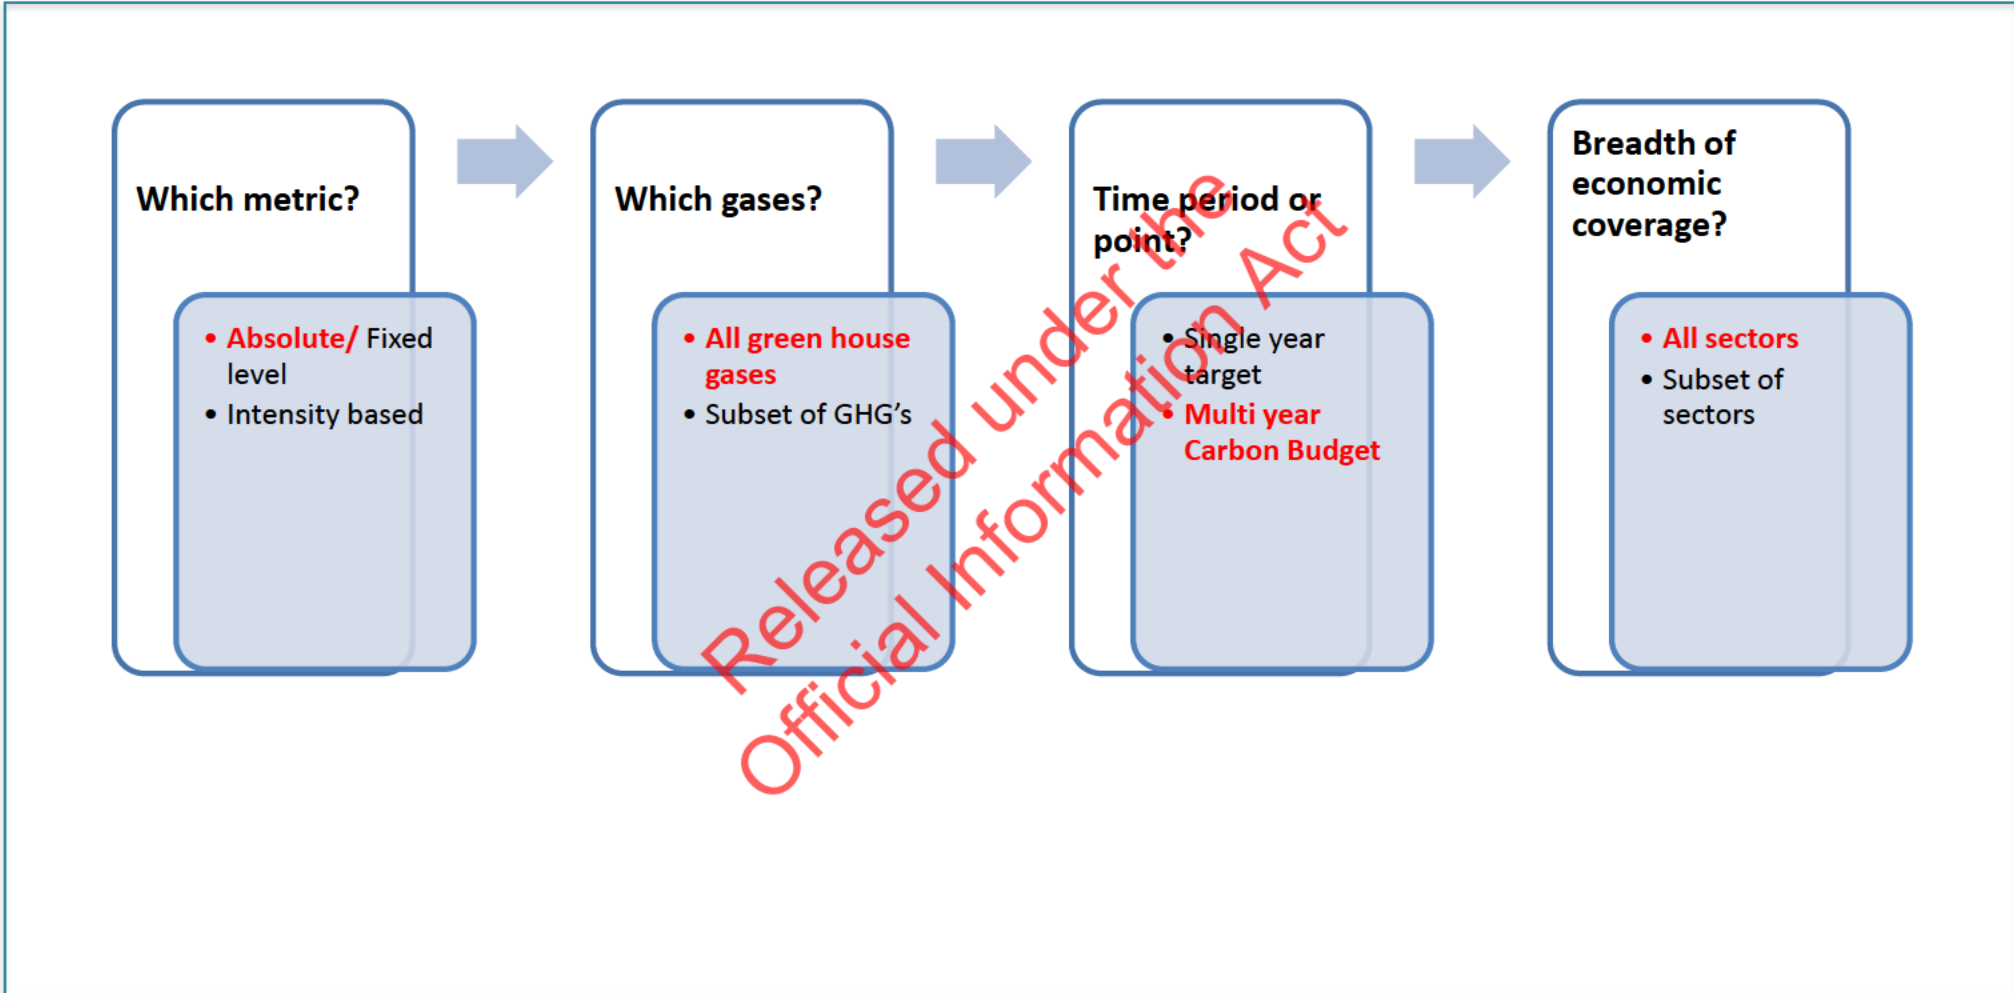 Which metric?
• Absolute/ Fixed
level
• Intensity based
Which gases?
• All green house
gases
• Subset of GHG’s
Time period or
point?
• Single year
target
• Multi year
Carbon Budget
Breadth of
economic
coverage?
• All sectors
• Subset of
sectors
Released under the
Official Information Act